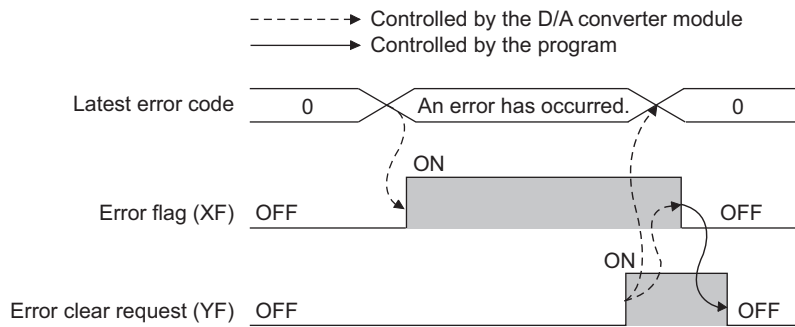 Controlled by the D/A converter module
Controlled by the program
Latest error code 0 An error has occurred. 0
ON
Error flag (XF) OFF OFF
ON
Error clear request (YF) OFF OFF